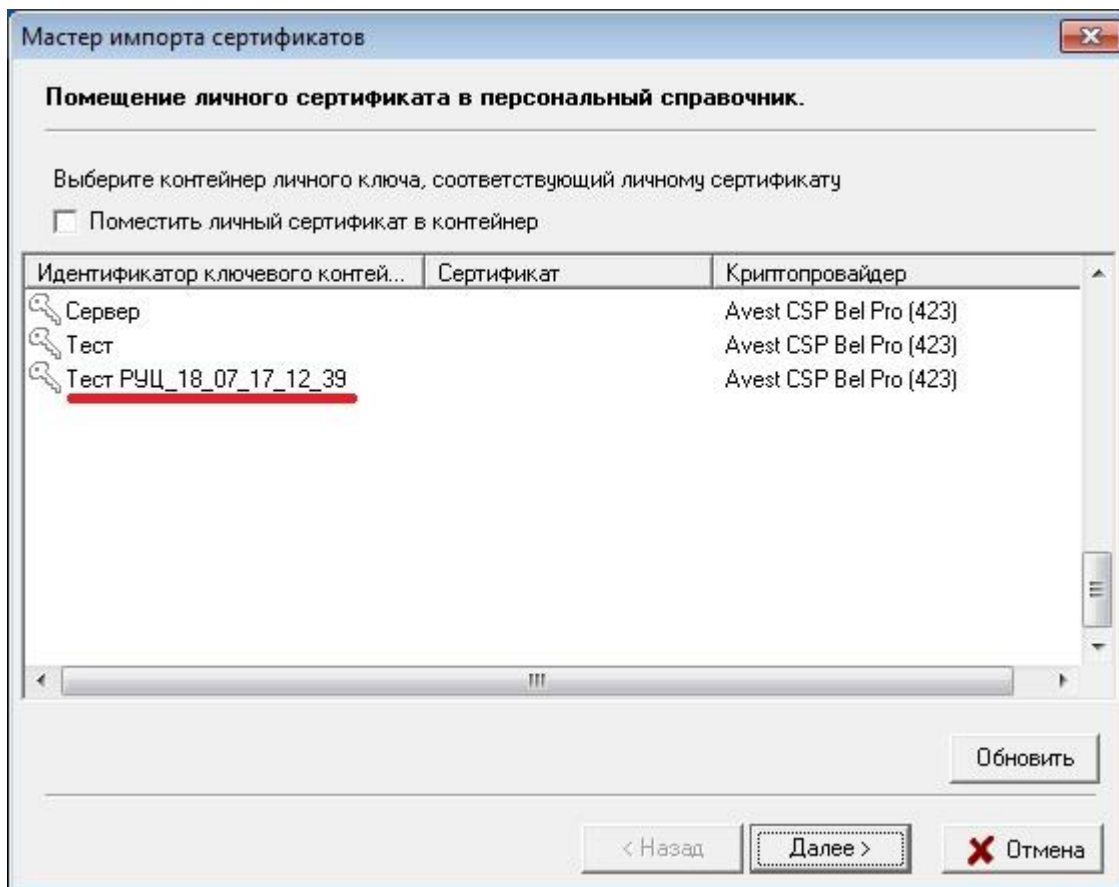 Мастер импорта сертификатов
Помещение личного сертификата в персональный справочник.
Выберите контейнер личного ключа, соответствующий личному сертификату
Поместить личный сертификат в контейнер
Идентификатор ключевого контей... Сертификат Криптопровайдер
Сервер Avest CSP Bel Pro (423)
Тест Avest CSP Bel Pro (423)
Тест РУЦ_18_07_17_12_39 Avest CSP Bel Pro (423)
Обновить
< Назад Далее > Отмена